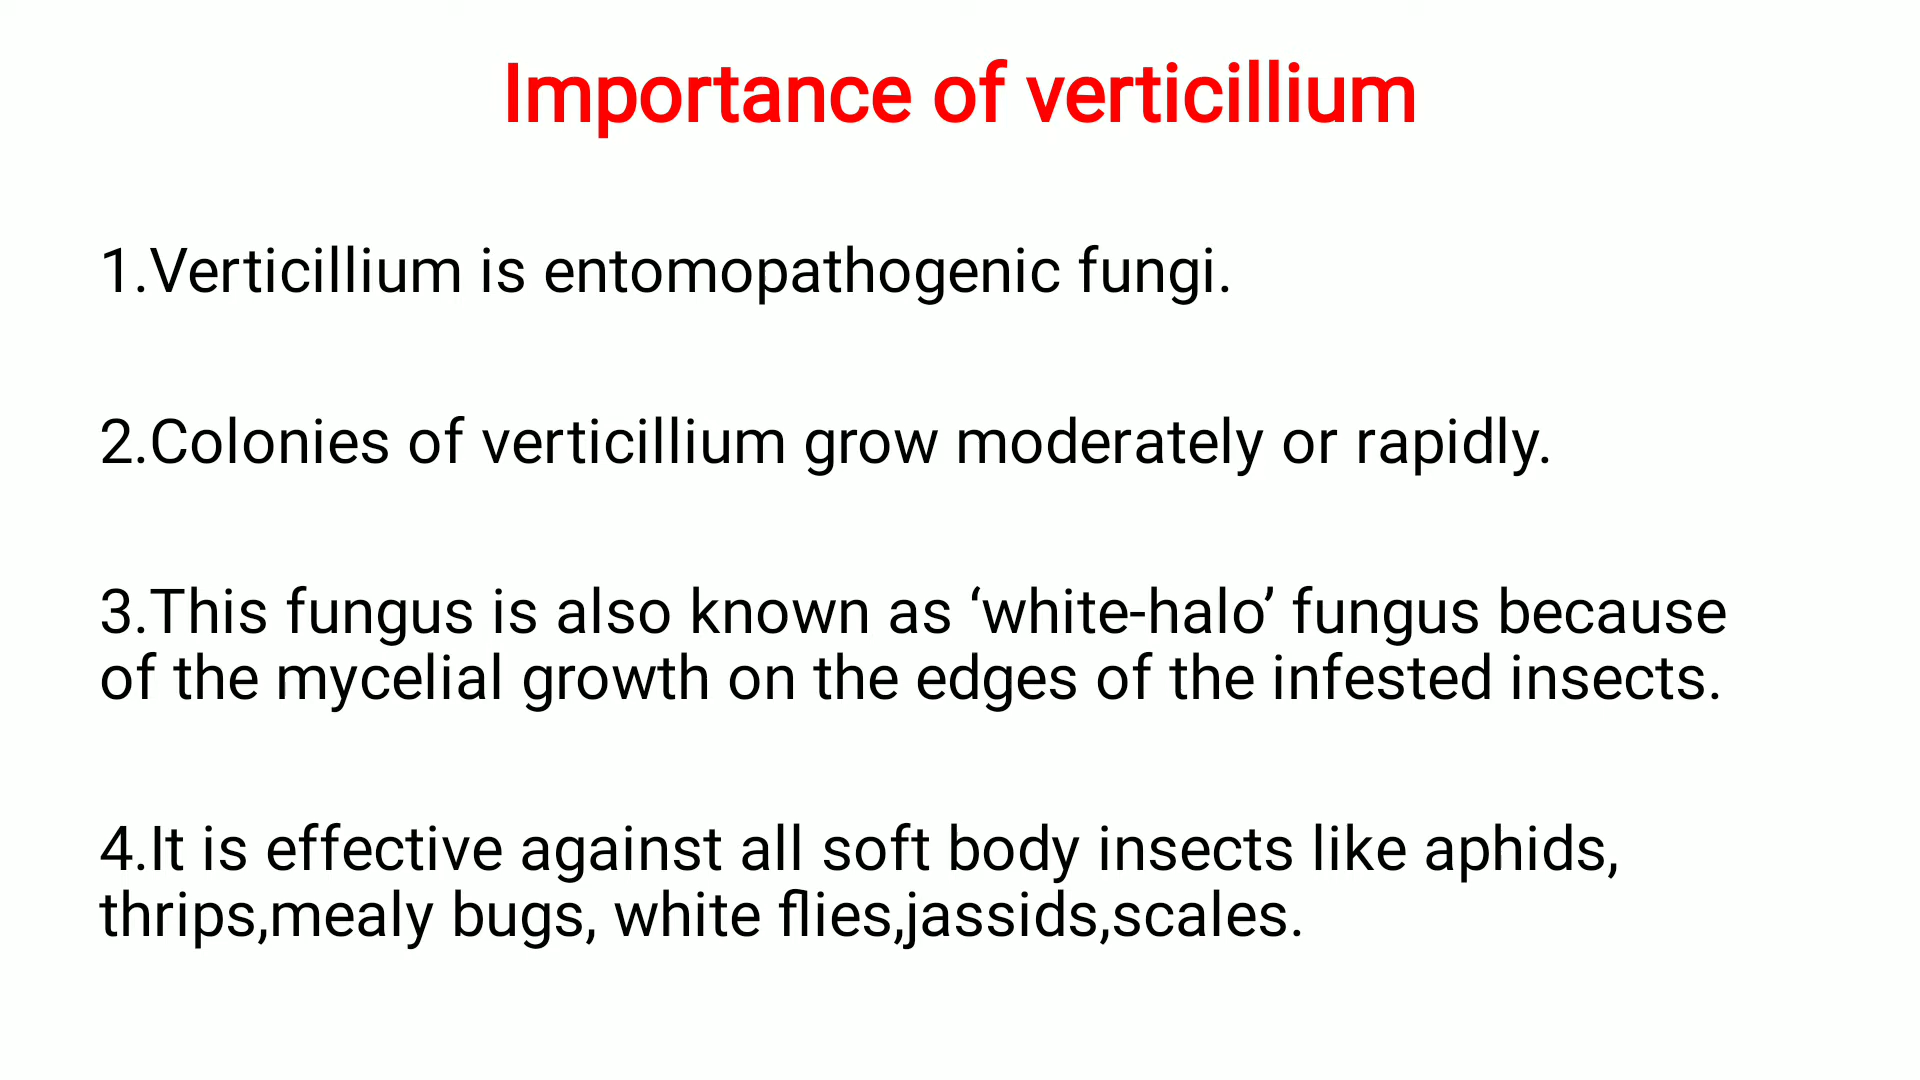 Importance of verticillium
1.Verticillium is entomopathogenic fungi.
2.Colonies of verticillium grow moderately or rapidly.
3.This fungus is also known as ‘white-halo’ fungus because
of the mycelial growth on the edges of the infested insects.
4.It is effective against all soft body insects like aphids,
thrips,mealy bugs, white flies,jassids,scales.